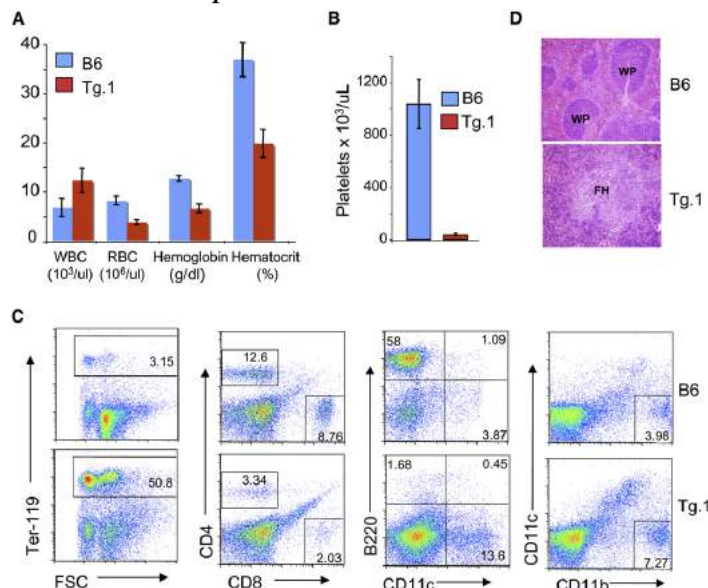 A
B6
Tg.1
40
30
20
10
0
WBC
(10³/ul)
RBC
(10⁶/ul)
Hemoglobin
(g/dl)
Hematocrit
(%)
B
Platelets x 10³/uL
1200
800
400
0
B6
Tg.1
D
WP
WP
B6
FH
Tg.1
C
3.15
12.6
8.76
58
1.09
3.87
3.98
B6
50.8
3.34
2.03
1.68
0.45
13.6
7.27
Tg.1
Ter-119
FSC
CD4
CD8
B220
CD11c
CD11c
CD11b